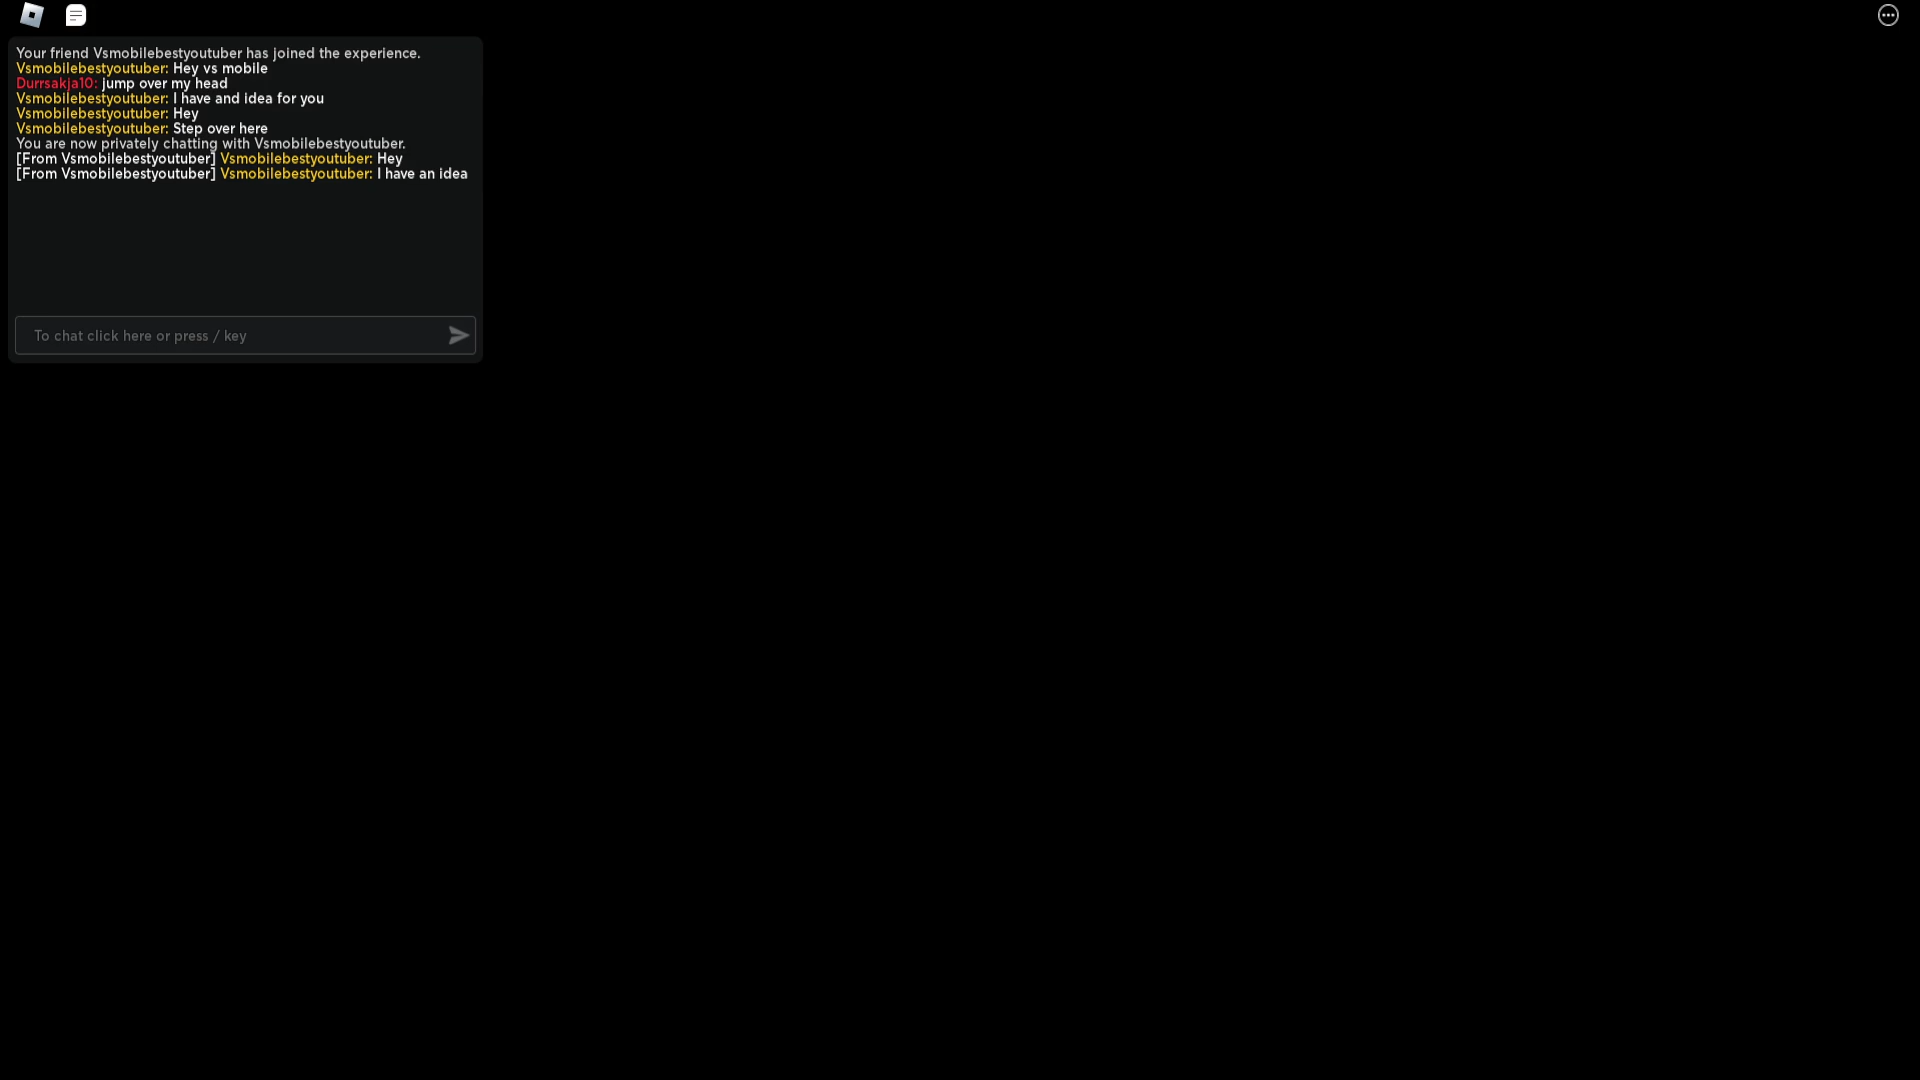 Your friend Vsmobilebestyoutuber has joined the experience.
Vsmobilebestyoutuber: Hey vs mobile
Durrsakja10: jump over my head
Vsmobilebestyoutuber: I have and idea for you
Vsmobilebestyoutuber: Hey
Vsmobilebestyoutuber: Step over here
You are now privately chatting with Vsmobilebestyoutuber.
[From Vsmobilebestyoutuber] Vsmobilebestyoutuber: Hey
[From Vsmobilebestyoutuber] Vsmobilebestyoutuber: I have an idea
To chat click here or press / key